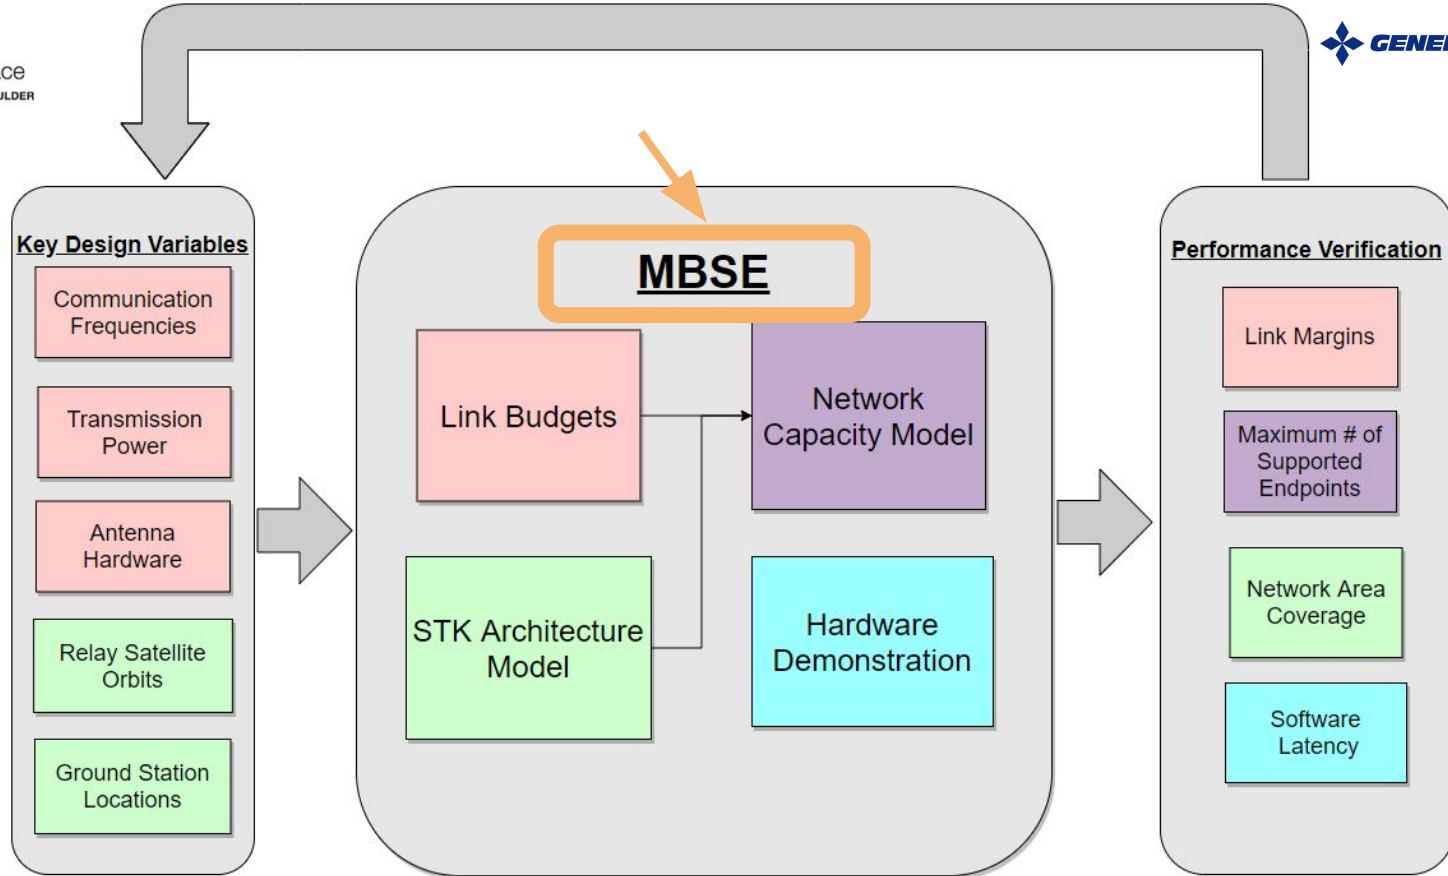 ce
ULDER
GENE
Key Design Variables
Communication
Frequencies
Transmission
Power
Antenna
Hardware
Relay Satellite
Orbits
Ground Station
Locations
MBSE
Link Budgets
Network
Capacity Model
STK Architecture
Model
Hardware
Demonstration
Performance Verification
Link Margins
Maximum # of
Supported
Endpoints
Network Area
Coverage
Software
Latency